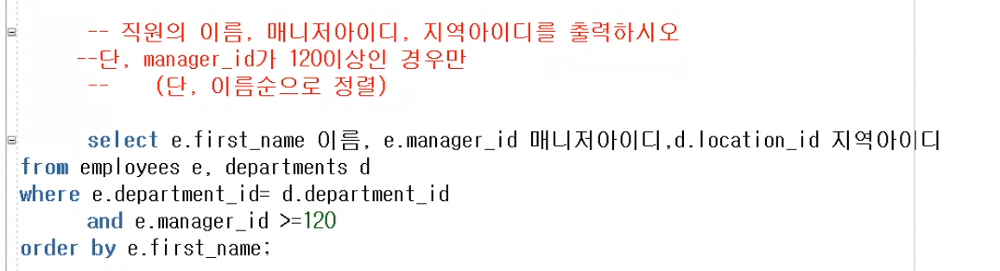 -- 직원의 이름, 매니저아이디, 지역아이디를 출력하시오
--단, manager_id가 120이상인 경우만
-- (단, 이름순으로 정렬)
select e.first_name 이름, e.manager_id 매니저아이디,d.location_id 지역아이디
from employees e, departments d
where e.department_id= d.department_id
and e.manager_id >=120
order by e.first_name;